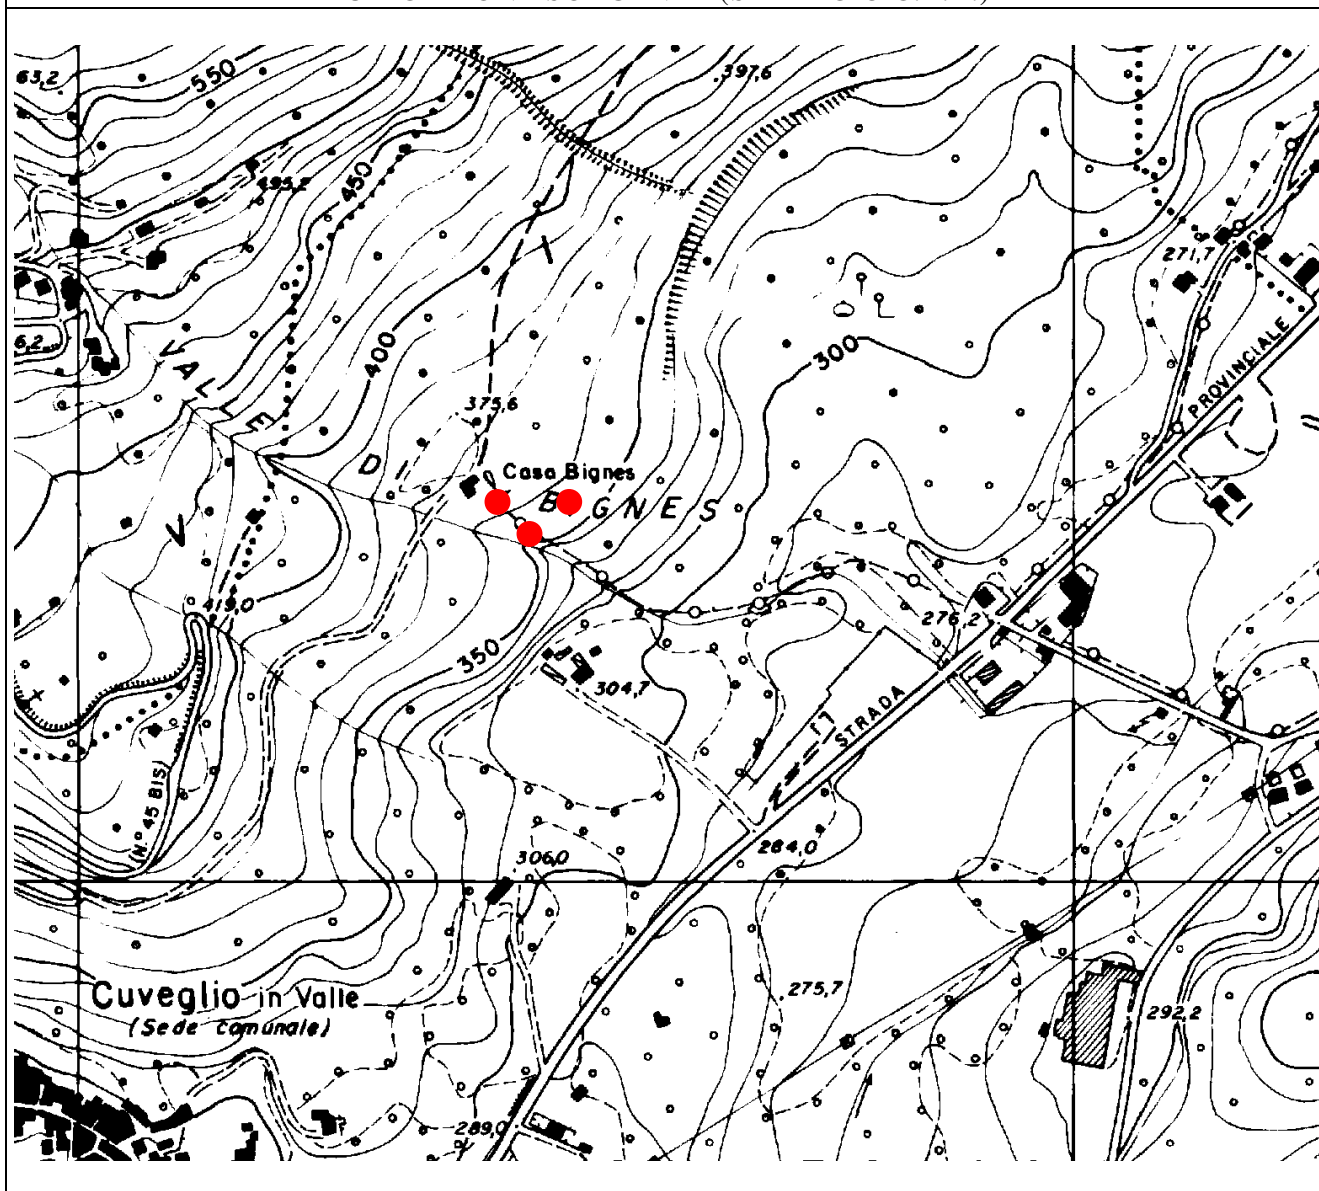 63,2
550
397,6
495,2
450
271,7
6,2
400
300
PROVINCIALE
VALLE
375,6
DI
Casa Bignes
B GNES
V
419,0
276,2
350
304,7
STRADA
(N. 45 BIS)
306,0
284,0
Cuveglio in Valle
(Sede comunale)
275,7
292,2
289,0